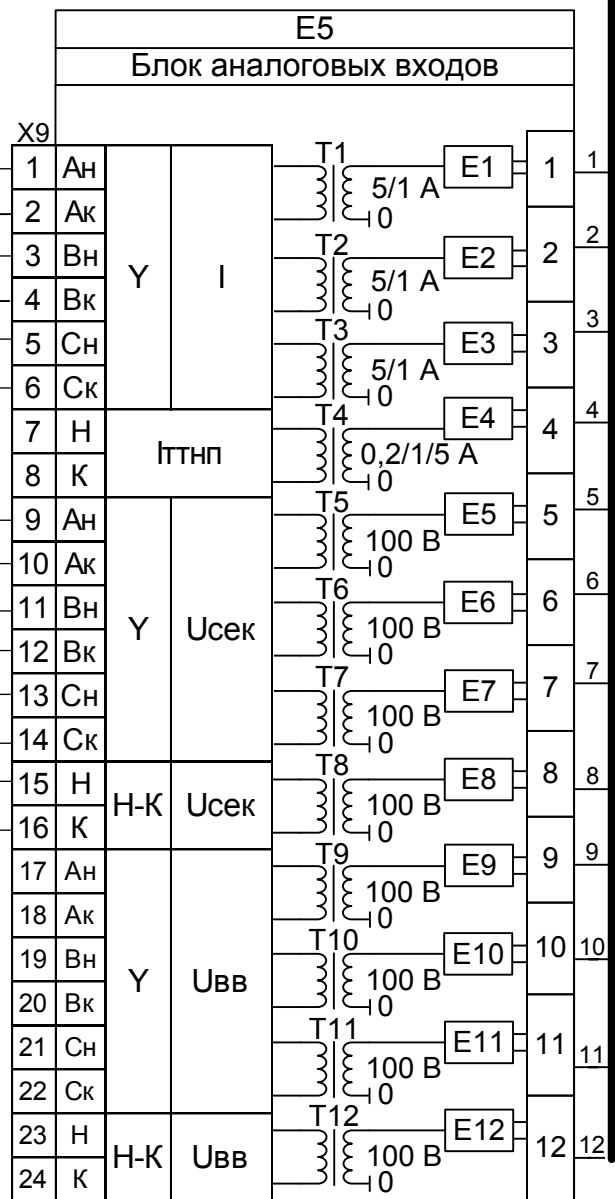 E5
Блок аналоговых входов
X9
1 Ан
2 Ак
3 Вн
4 Вк
5 Сн
6 Ск
Y I
7 Н
8 К
Iттнп
9 Ан
10 Ак
11 Вн
12 Вк
13 Сн
14 Ск
Y Uсек
15 Н
16 К
Н-К Uсек
17 Ан
18 Ак
19 Вн
20 Вк
21 Сн
22 Ск
Y Uвв
23 Н
24 К
Н-К Uвв
T1 5/1 А 0 E1 1 1
T2 5/1 А 0 E2 2 2
T3 5/1 А 0 E3 3 3
T4 0,2/1/5 А 0 E4 4 4
T5 100 В 0 E5 5 5
T6 100 В 0 E6 6 6
T7 100 В 0 E7 7 7
T8 100 В 0 E8 8 8
T9 100 В 0 E9 9 9
T10 100 В 0 E10 10 10
T11 100 В 0 E11 11 11
T12 100 В 0 E12 12 12